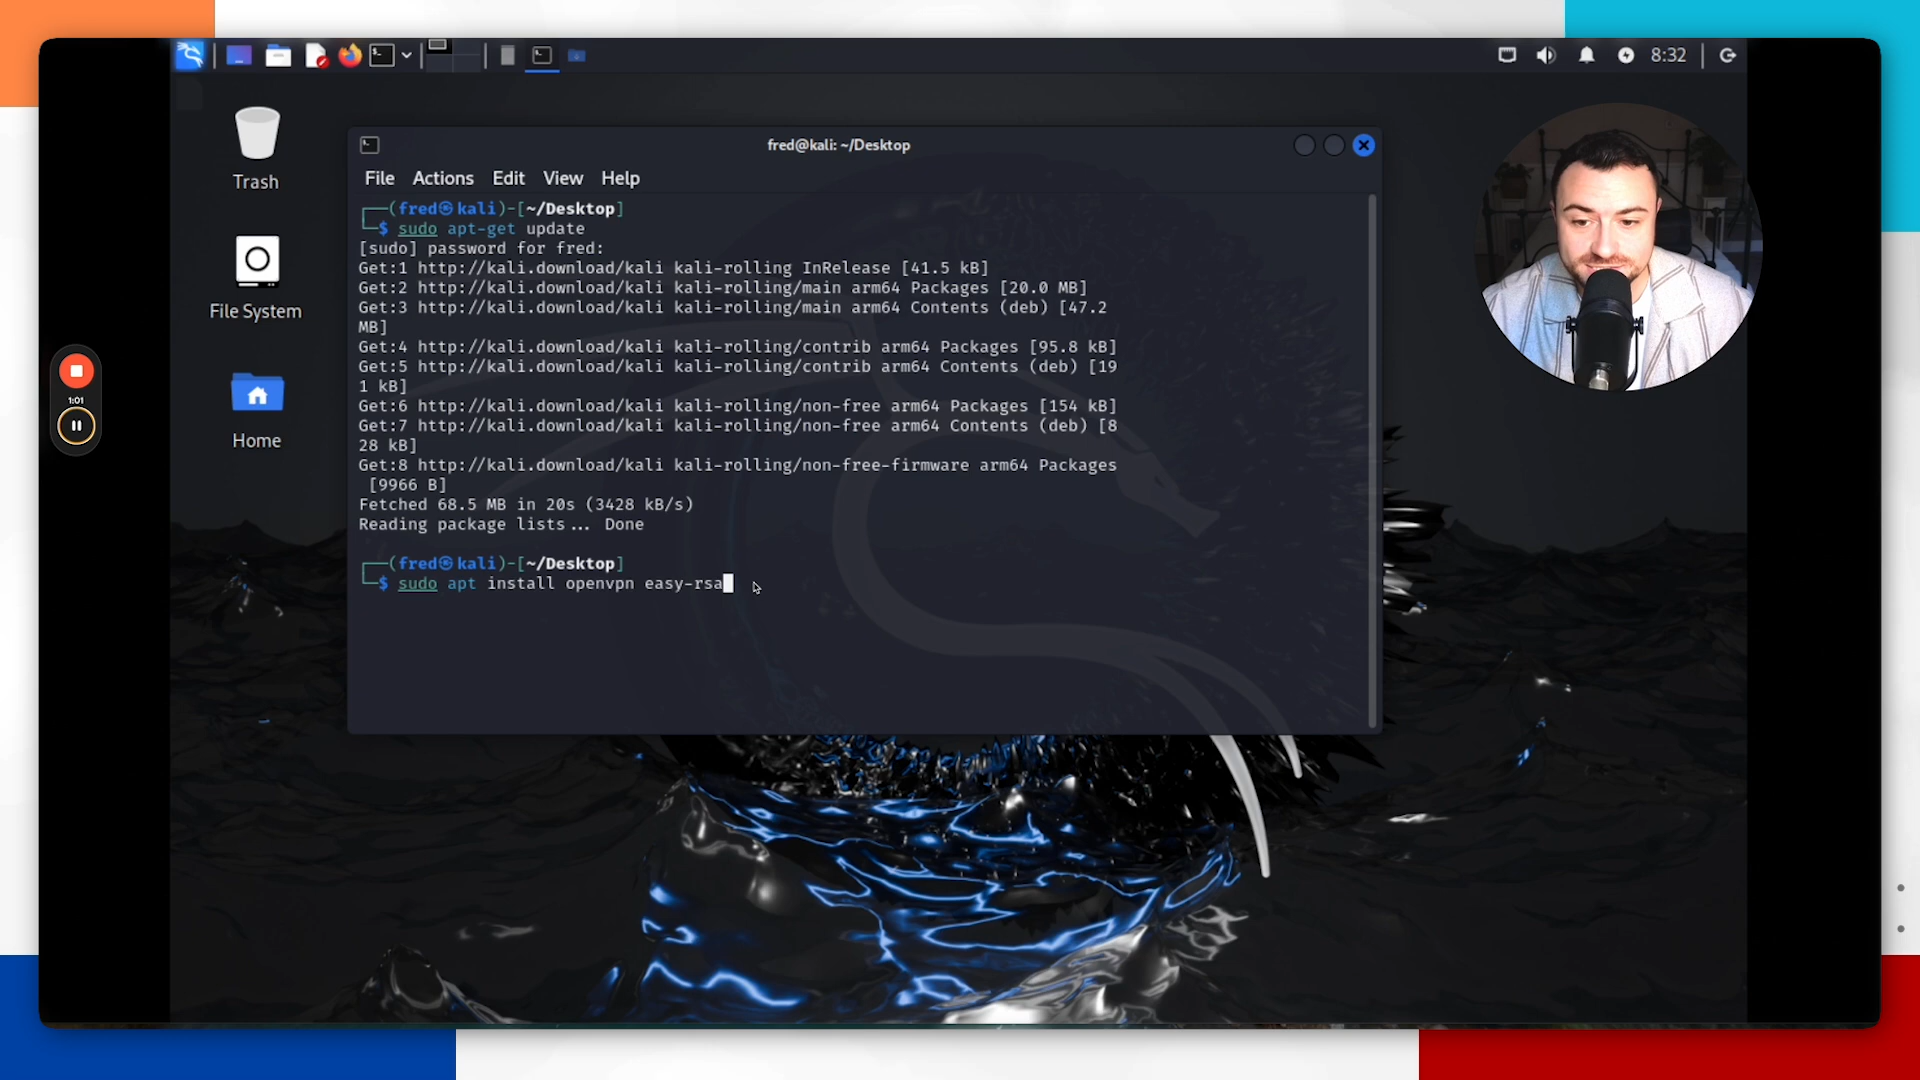 8:32
Trash
File System
Home
1:01
fred@kali: ~/Desktop
File Actions Edit View Help
┌──(fred㉿kali)-[~/Desktop]
└─$ sudo apt-get update
[sudo] password for fred:
Get:1 http://kali.download/kali kali-rolling InRelease [41.5 kB]
Get:2 http://kali.download/kali kali-rolling/main arm64 Packages [20.0 MB]
Get:3 http://kali.download/kali kali-rolling/main arm64 Contents (deb) [47.2
MB]
Get:4 http://kali.download/kali kali-rolling/contrib arm64 Packages [95.8 kB]
Get:5 http://kali.download/kali kali-rolling/contrib arm64 Contents (deb) [19
1 kB]
Get:6 http://kali.download/kali kali-rolling/non-free arm64 Packages [154 kB]
Get:7 http://kali.download/kali kali-rolling/non-free arm64 Contents (deb) [8
28 kB]
Get:8 http://kali.download/kali kali-rolling/non-free-firmware arm64 Packages
[9966 B]
Fetched 68.5 MB in 20s (3428 kB/s)
Reading package lists... Done
┌──(fred㉿kali)-[~/Desktop]
└─$ sudo apt install openvpn easy-rsa